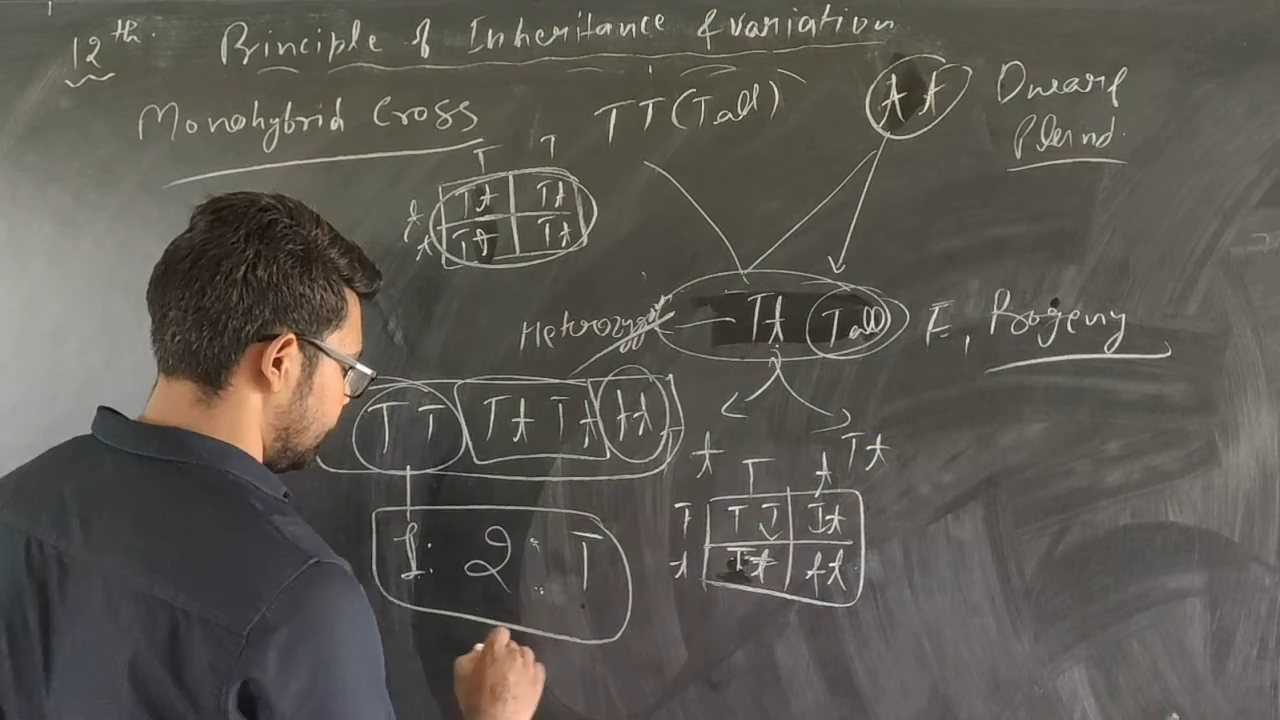 12th. Principle of Inheritance & variation
Monohybrid Cross TT (Tall) tt Dwarf
Plant.
T T
t Tt Tt
t Tt Tt
Heterozygot Tt Tall F1 Progeny
TT Tt Tt tt
t Tt
T t
T TT Tt
t Tt tt
1: 2 : 1